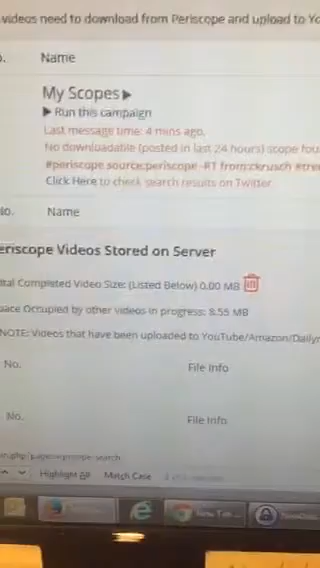 videos need to download from Periscope and upload to Yo
Name
My Scopes
Run this campaign
Last message time: 4 mins ago.
No downloadable (posted in last 24 hours) scope fou
#periscope source:periscope -RT from:zkrusch #tre
Click Here to check search results on Twitter
No. Name
eriscope Videos Stored on Server
tal Completed Video Size: (Listed Below) 0.00 MB
pace Occupied by other videos in progress: 8.55 MB
NOTE: Videos that have been uploaded to YouTube/Amazon/Dailym
No. File Info
No. File Info
Highlight All Match Case
New Tab